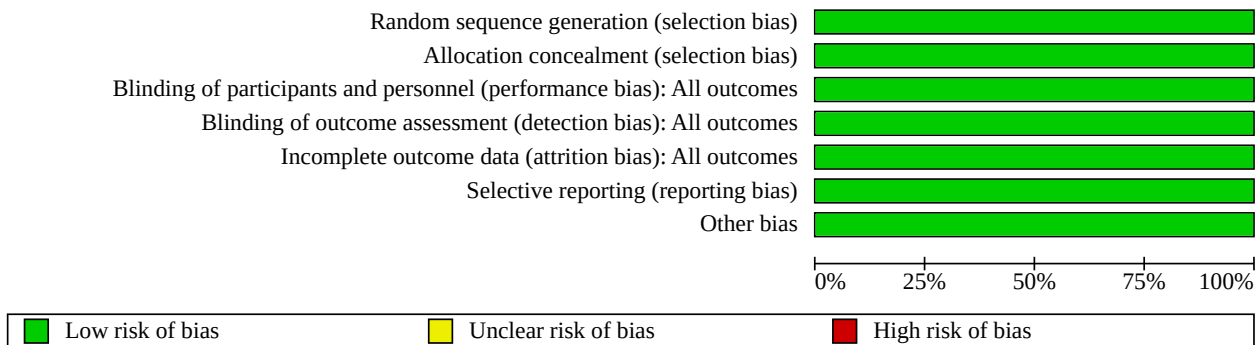 Random sequence generation (selection bias)
Allocation concealment (selection bias)
Blinding of participants and personnel (performance bias): All outcomes
Blinding of outcome assessment (detection bias): All outcomes
Incomplete outcome data (attrition bias): All outcomes
Selective reporting (reporting bias)
Other bias
0% 25% 50% 75% 100%
Low risk of bias Unclear risk of bias High risk of bias